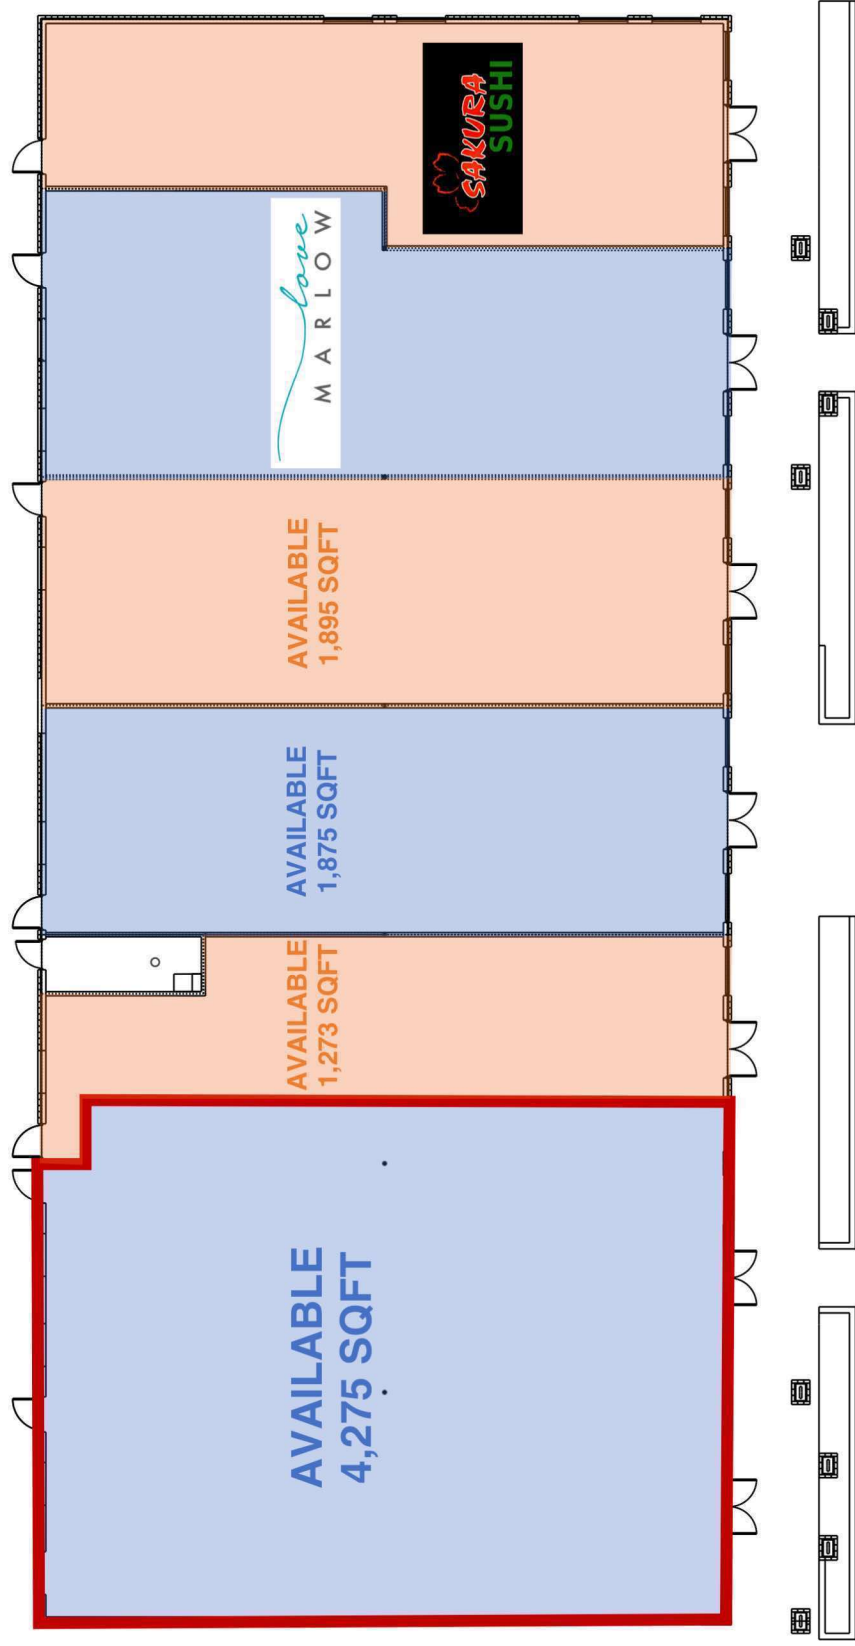 AVAILABLE
4,275 SQFT
AVAILABLE
1,273 SQFT
AVAILABLE
1,875 SQFT
AVAILABLE
1,895 SQFT
love
MARLOW
SAKURA
SUSHI